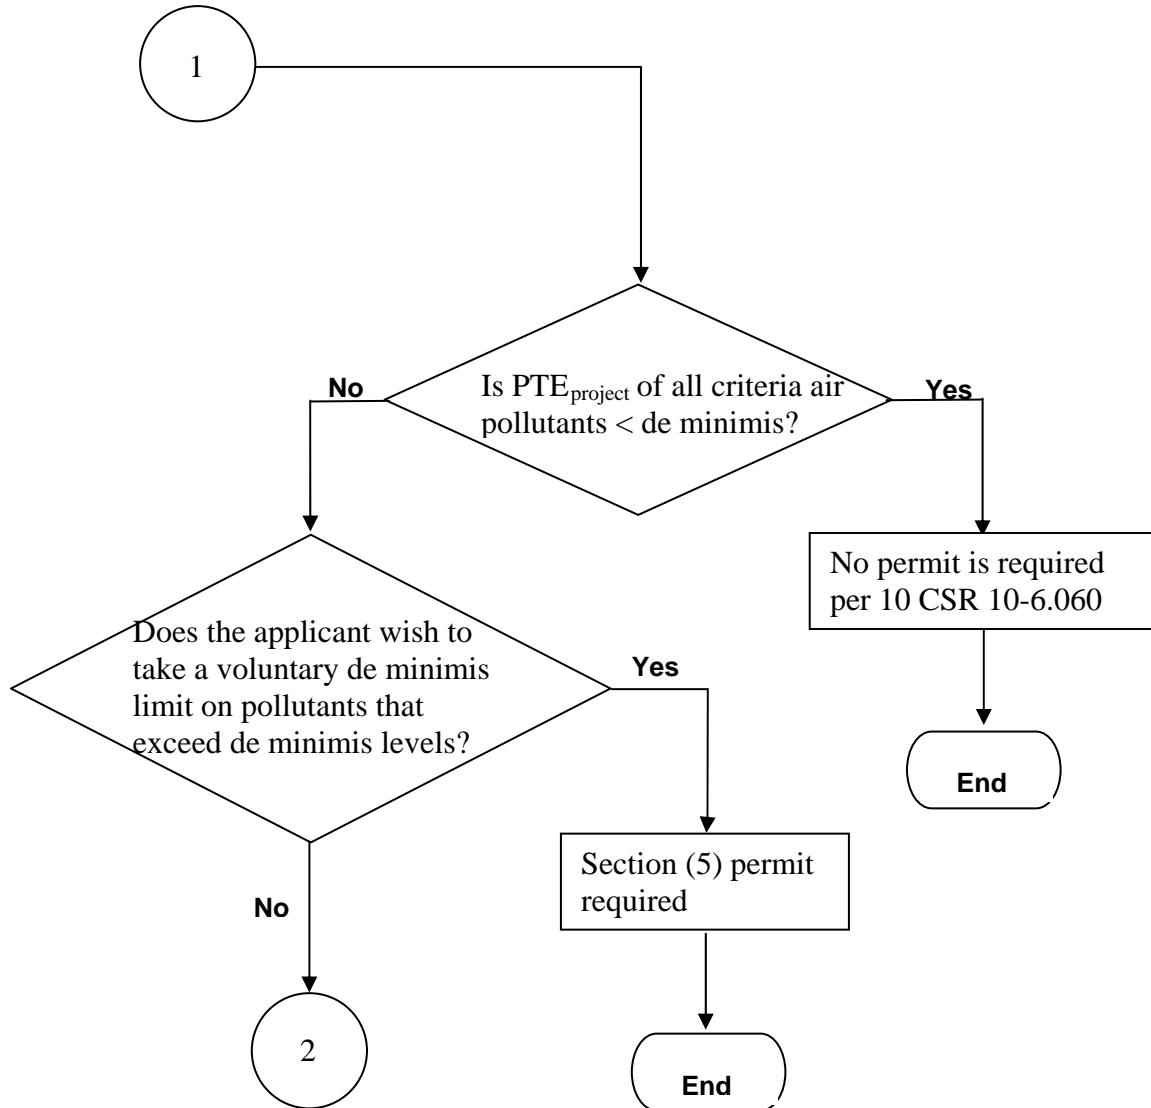 1
Is PTEproject of all criteria air
pollutants < de minimis?
No
Yes
No permit is required
per 10 CSR 10-6.060
Does the applicant wish to
take a voluntary de minimis
limit on pollutants that
exceed de minimis levels?
Yes
End
Section (5) permit
required
No
2
End